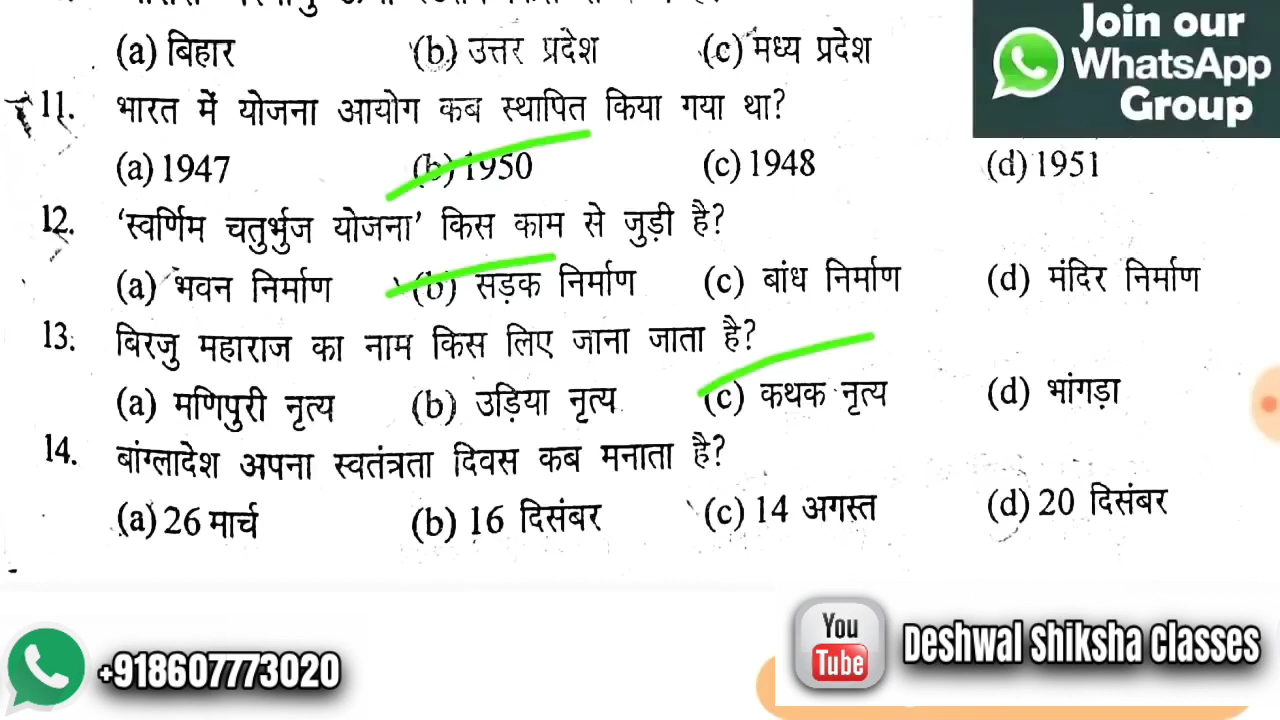 (a) बिहार (b) उत्तर प्रदेश (c) मध्य प्रदेश
Join our
WhatsApp
Group
11. भारत में योजना आयोग कब स्थापित किया गया था?
(a) 1947 (b) 1950 (c) 1948 (d) 1951
12. ‘स्वर्णिम चतुर्भुज योजना’ किस काम से जुड़ी है?
(a) भवन निर्माण (b) सड़क निर्माण (c) बांध निर्माण (d) मंदिर निर्माण
13. बिरजु महाराज का नाम किस लिए जाना जाता है?
(a) मणिपुरी नृत्य (b) उड़िया नृत्य (c) कथक नृत्य (d) भांगड़ा
14. बांग्लादेश अपना स्वतंत्रता दिवस कब मनाता है?
(a) 26 मार्च (b) 16 दिसंबर (c) 14 अगस्त (d) 20 दिसंबर
+918607773020
You
Tube
Deshwal Shiksha Classes